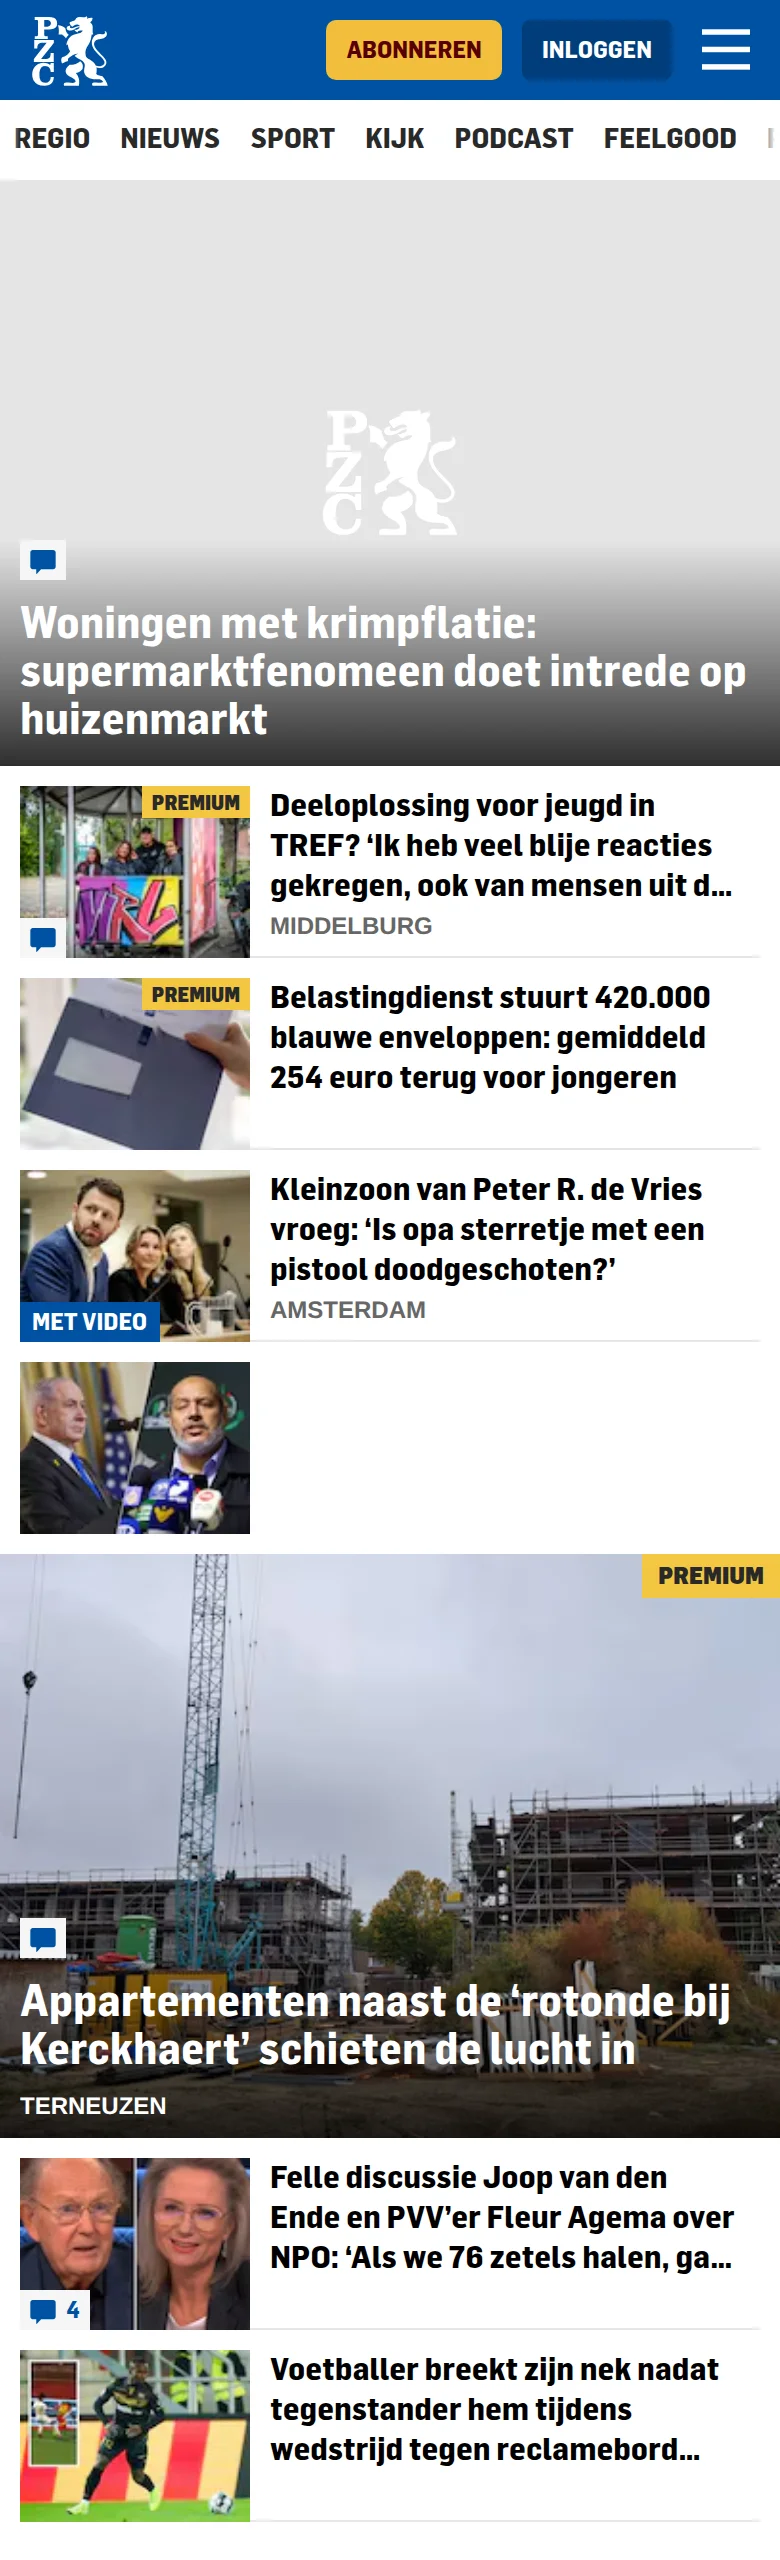 PZC
ABONNEREN
INLOGGEN
REGIO NIEUWS SPORT KIJK PODCAST FEELGOOD
PZC
Woningen met krimpflatie:
supermarktfenomeen doet intrede op
huizenmarkt
PREMIUM
Deeloplossing voor jeugd in
TREF? ‘Ik heb veel blije reacties
gekregen, ook van mensen uit d...
MIDDELBURG
PREMIUM
Belastingdienst stuurt 420.000
blauwe enveloppen: gemiddeld
254 euro terug voor jongeren
Kleinzoon van Peter R. de Vries
vroeg: ‘Is opa sterretje met een
pistool doodgeschoten?’
AMSTERDAM
MET VIDEO
PREMIUM
Appartementen naast de ‘rotonde bij
Kerckhaert’ schieten de lucht in
TERNEUZEN
Felle discussie Joop van den
Ende en PVV’er Fleur Agema over
NPO: ‘Als we 76 zetels halen, ga...
4
Voetballer breekt zijn nek nadat
tegenstander hem tijdens
wedstrijd tegen reclamebord...